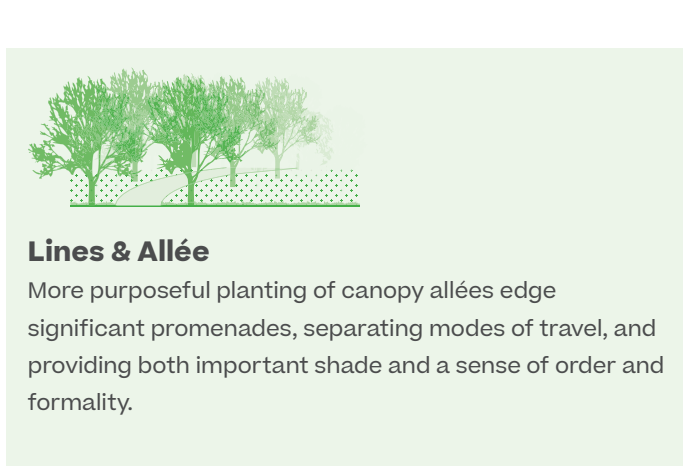 Lines & Allée
More purposeful planting of canopy allées edge
significant promenades, separating modes of travel, and
providing both important shade and a sense of order and
formality.